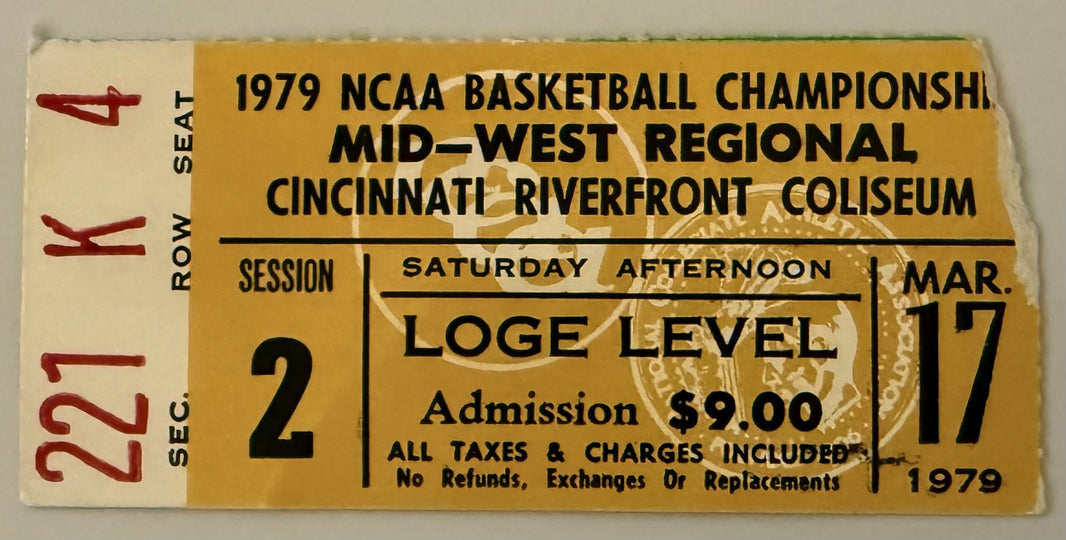 221 K 4
SEC. ROW SEAT
1979 NCAA BASKETBALL CHAMPIONSHI
MID-WEST REGIONAL
CINCINNATI RIVERFRONT COLISEUM
SESSION
2
SATURDAY AFTERNOON
LOGE LEVEL
Admission $9.00
ALL TAXES & CHARGES INCLUDED
No Refunds, Exchanges Or Replacements
MAR.
17
1979